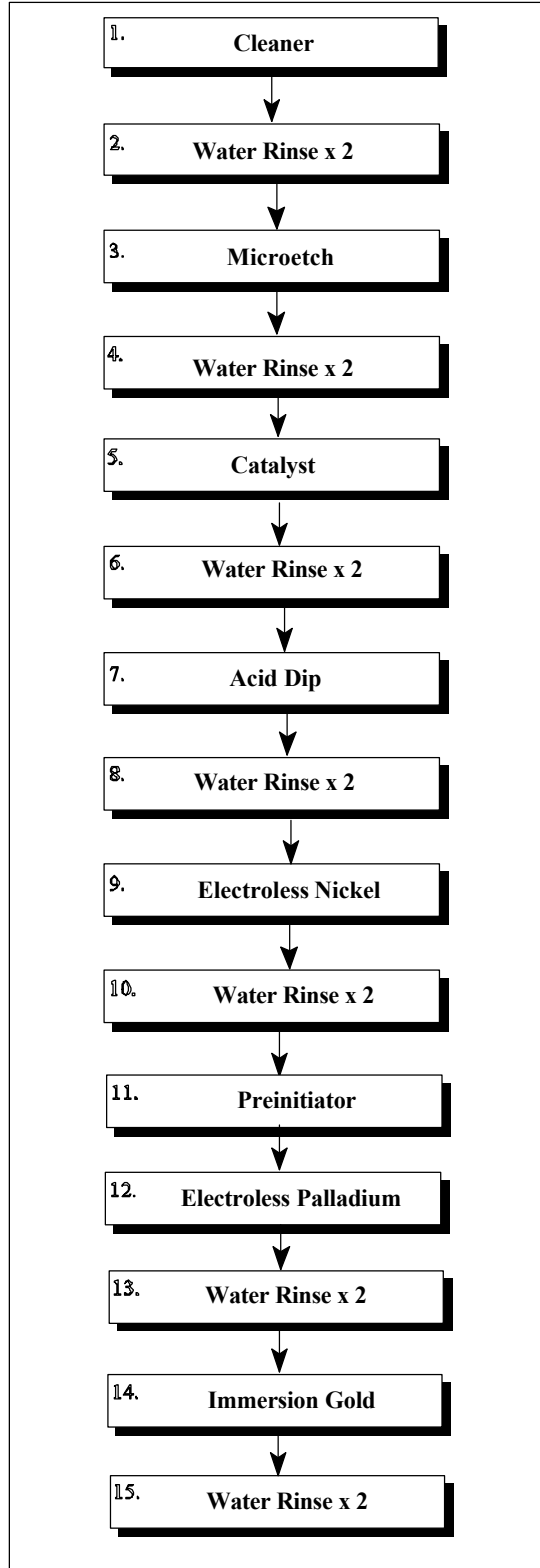 1. Cleaner
2. Water Rinse x 2
3. Microetch
4. Water Rinse x 2
5. Catalyst
6. Water Rinse x 2
7. Acid Dip
8. Water Rinse x 2
9. Electroless Nickel
10. Water Rinse x 2
11. Preinitiator
12. Electroless Palladium
13. Water Rinse x 2
14. Immersion Gold
15. Water Rinse x 2